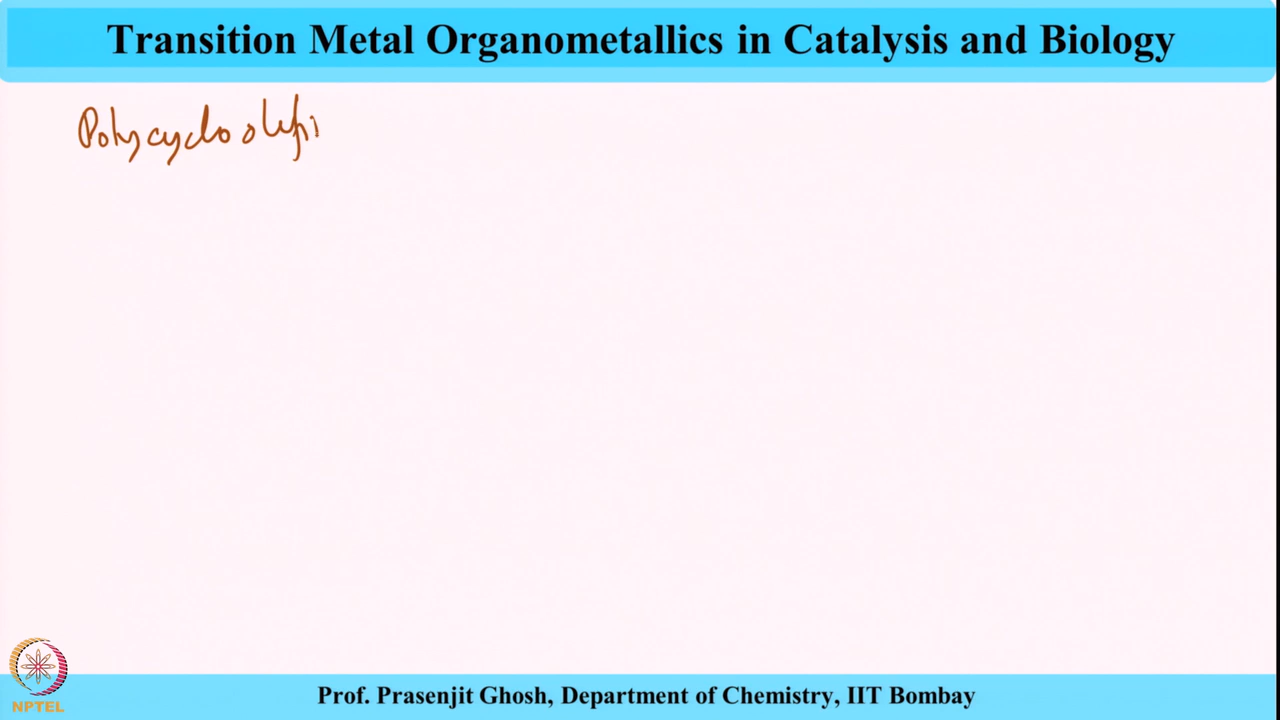 Transition Metal Organometallics in Catalysis and Biology
Polycycloolefi
NPTEL
Prof. Prasenjit Ghosh, Department of Chemistry, IIT Bombay